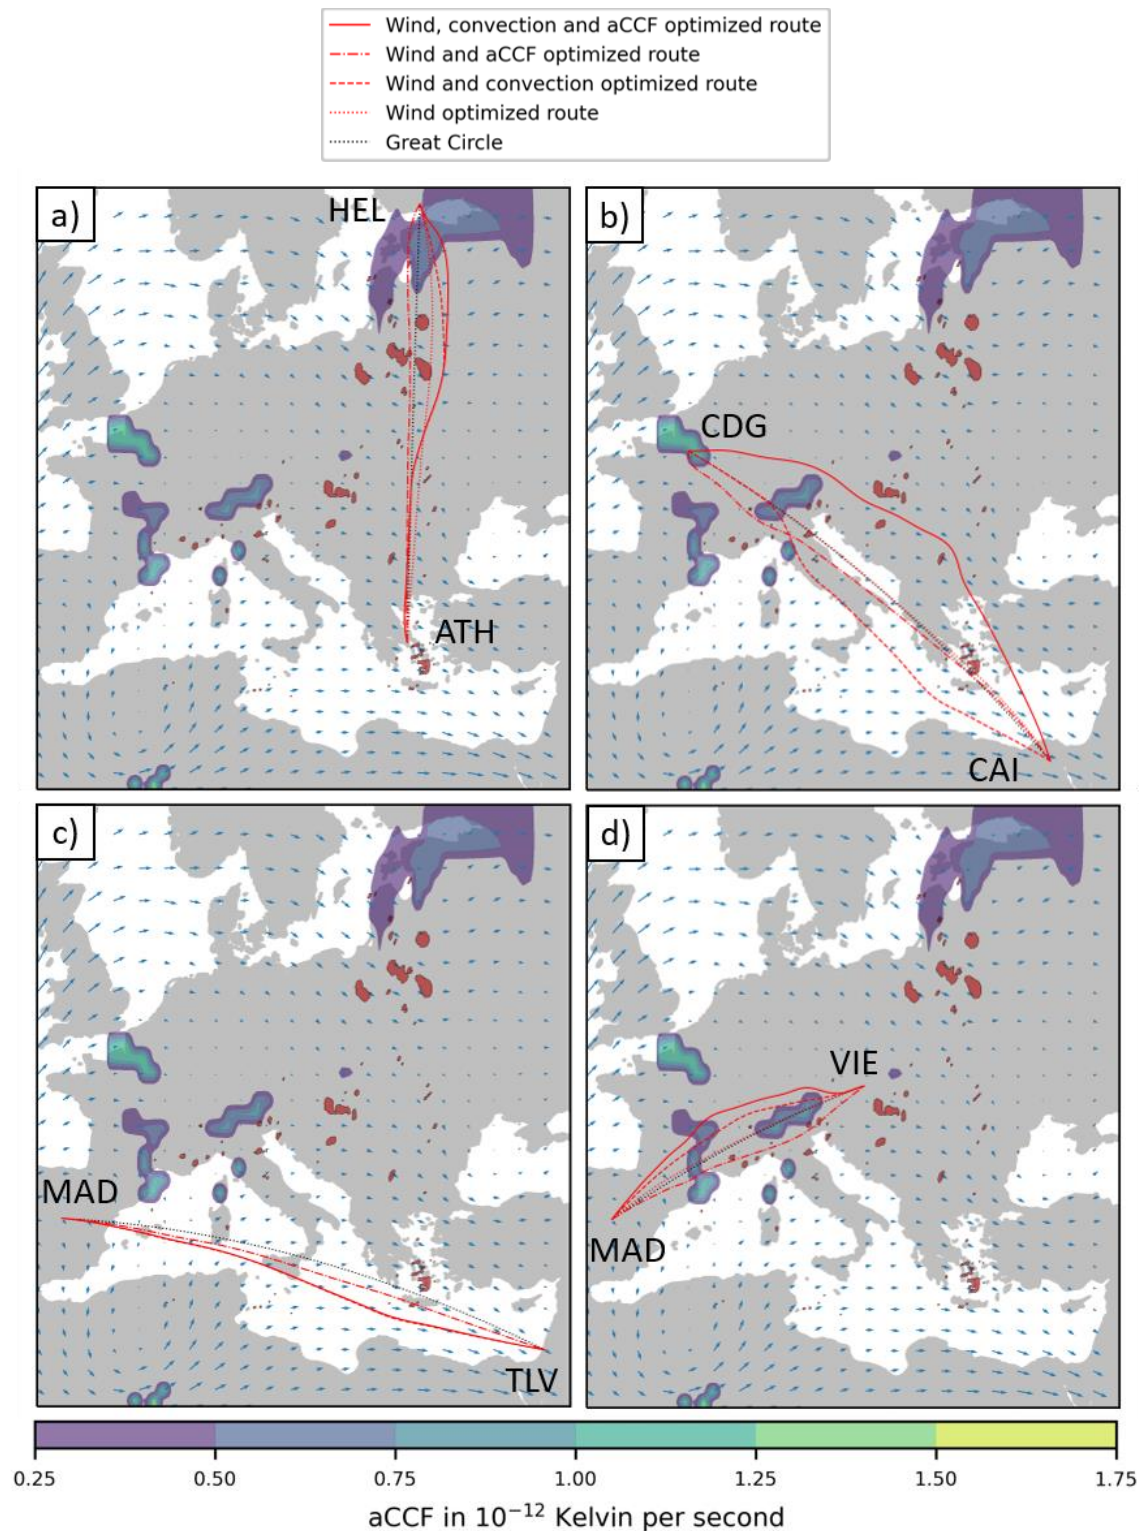 Wind, convection and aCCF optimized route
Wind and aCCF optimized route
Wind and convection optimized route
Wind optimized route
Great Circle
a)
HEL
ATH
b)
CDG
CAI
c)
MAD
TLV
d)
VIE
MAD
0.25 0.50 0.75 1.00 1.25 1.50 1.75
aCCF in 10⁻¹² Kelvin per second